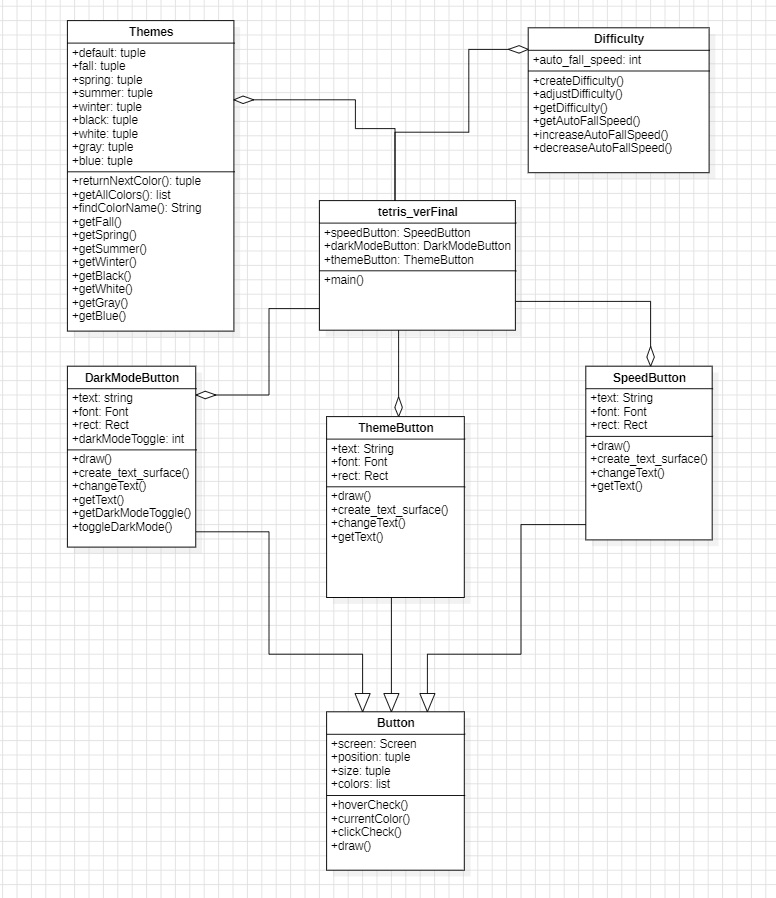 Themes
+default: tuple
+fall: tuple
+spring: tuple
+summer: tuple
+winter: tuple
+black: tuple
+white: tuple
+gray: tuple
+blue: tuple
+returnNextColor(): tuple
+getAllColors(): list
+findColorName(): String
+getFall()
+getSpring()
+getSummer()
+getWinter()
+getBlack()
+getWhite()
+getGray()
+getBlue()
Difficulty
+auto_fall_speed: int
+createDifficulty()
+adjustDifficulty()
+getDifficulty()
+getAutoFallSpeed()
+increaseAutoFallSpeed()
+decreaseAutoFallSpeed()
tetris_verFinal
+speedButton: SpeedButton
+darkModeButton: DarkModeButton
+themeButton: ThemeButton
+main()
DarkModeButton
+text: string
+font: Font
+rect: Rect
+darkModeToggle: int
+draw()
+create_text_surface()
+changeText()
+getText()
+getDarkModeToggle()
+toggleDarkMode()
ThemeButton
+text: String
+font: Font
+rect: Rect
+draw()
+create_text_surface()
+changeText()
+getText()
SpeedButton
+text: String
+font: Font
+rect: Rect
+draw()
+create_text_surface()
+changeText()
+getText()
Button
+screen: Screen
+position: tuple
+size: tuple
+colors: list
+hoverCheck()
+currentColor()
+clickCheck()
+draw()